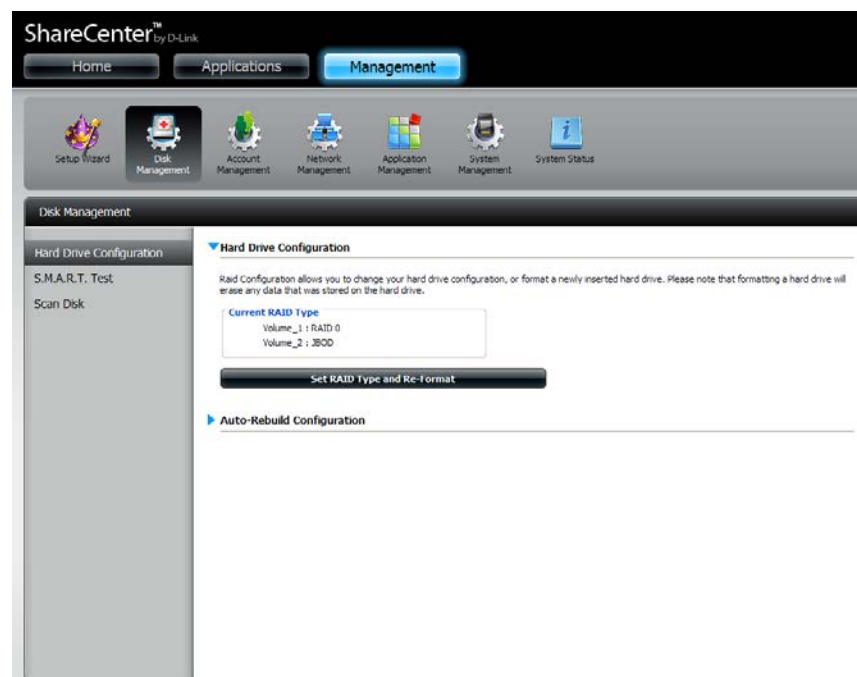 ShareCenter™ by D-Link
Home Applications Management
Setup Wizard
Disk Management
Account Management
Network Management
Application Management
System Management
System Status
Disk Management
Hard Drive Configuration
S.M.A.R.T. Test
Scan Disk
Hard Drive Configuration
Raid Configuration allows you to change your hard drive configuration, or format a newly inserted hard drive. Please note that formatting a hard drive will
erase any data that was stored on the hard drive.
Current RAID Type
Volume_1 : RAID 0
Volume_2 : JBOD
Set RAID Type and Re-Format
Auto-Rebuild Configuration